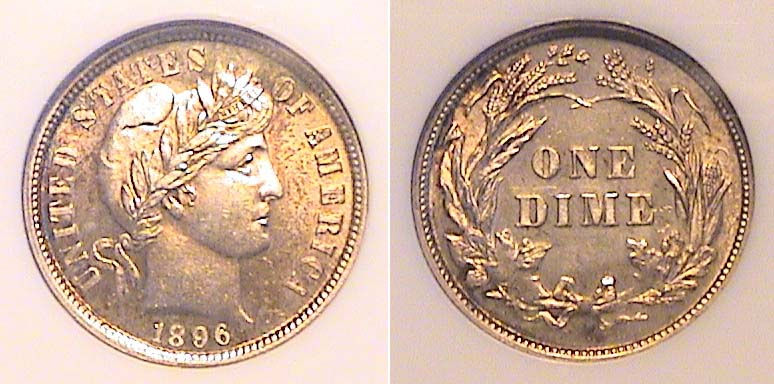 UNITED STATES OF AMERICA
1896
ONE
DIME